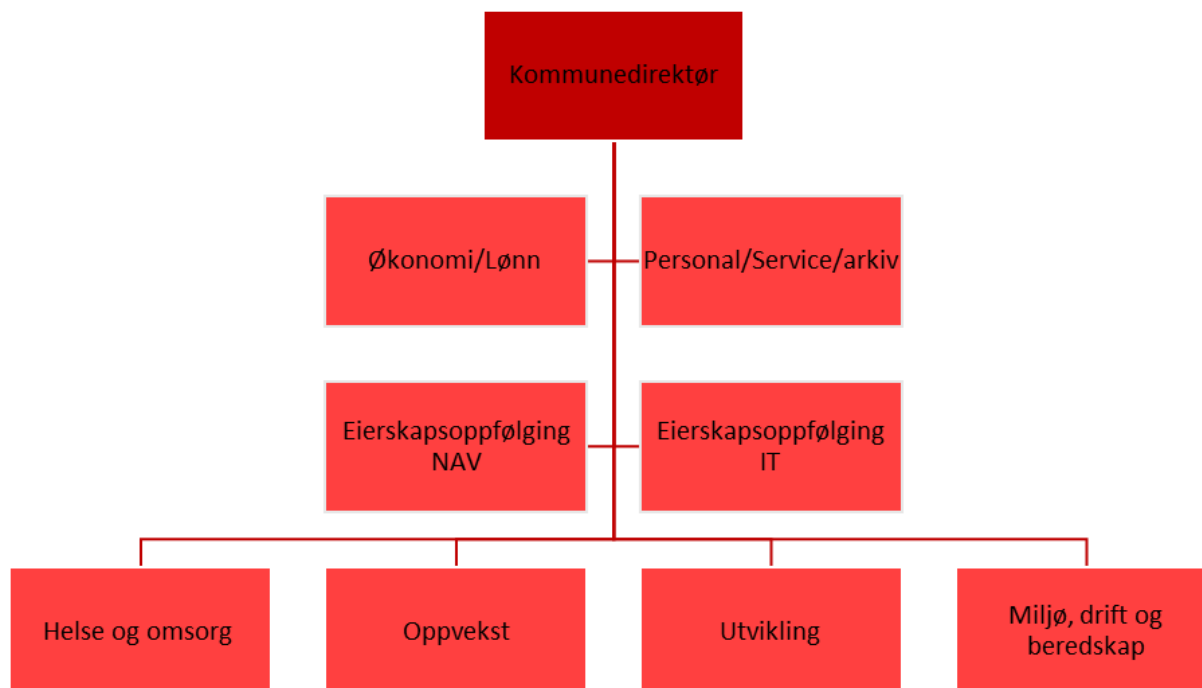 Kommunedirektør
Økonomi/Lønn
Personal/Service/arkiv
Eierskapsoppfølging
NAV
Eierskapsoppfølging
IT
Helse og omsorg
Oppvekst
Utvikling
Miljø, drift og
beredskap